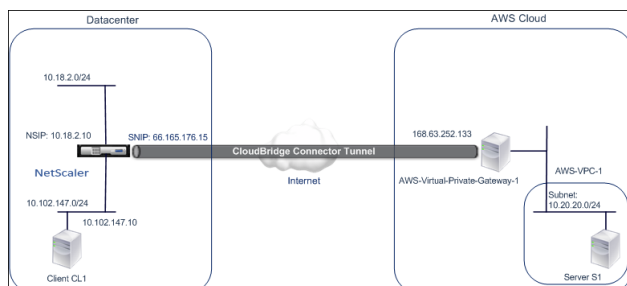 Datacenter
AWS Cloud
10.18.2.0/24
NSIP: 10.18.2.10
SNIP: 66.165.176.15
168.63.252.133
CloudBridge Connector Tunnel
NetScaler
Internet
AWS-Virtual-Private-Gateway-1
AWS-VPC-1
10.102.147.0/24
Subnet:
10.20.20.0/24
10.102.147.10
Client CL1
Server S1